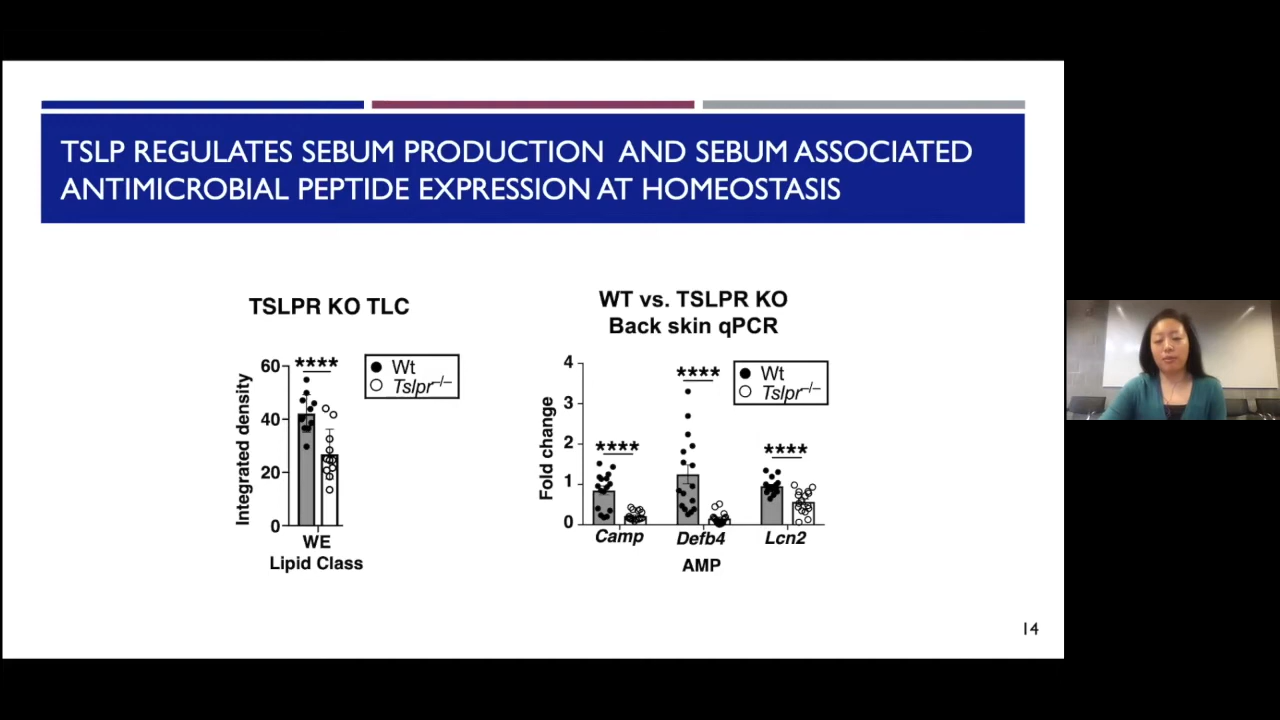 TSLP REGULATES SEBUM PRODUCTION AND SEBUM ASSOCIATED
ANTIMICROBIAL PEPTIDE EXPRESSION AT HOMEOSTASIS
TSLPR KO TLC
60
40
20
0
Integrated density
****
Wt
Tslpr–/–
WE
Lipid Class
WT vs. TSLPR KO
Back skin qPCR
4
3
2
1
0
Fold change
****
****
****
Wt
Tslpr–/–
Camp
Defb4
Lcn2
AMP
14